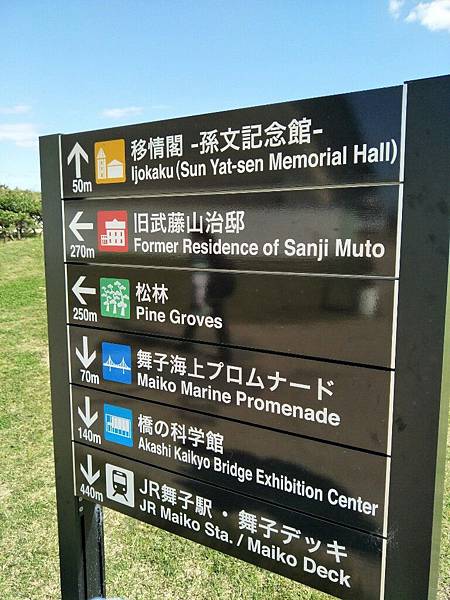 移情閣 -孫文記念館-
Ijokaku (Sun Yat-sen Memorial Hall)
50m
旧武藤山治邸
Former Residence of Sanji Muto
270m
松林
Pine Groves
250m
舞子海上プロムナード
Maiko Marine Promenade
70m
橋の科学館
Akashi Kaikyo Bridge Exhibition Center
140m
JR舞子駅・舞子デッキ
JR Maiko Sta. / Maiko Deck
440m